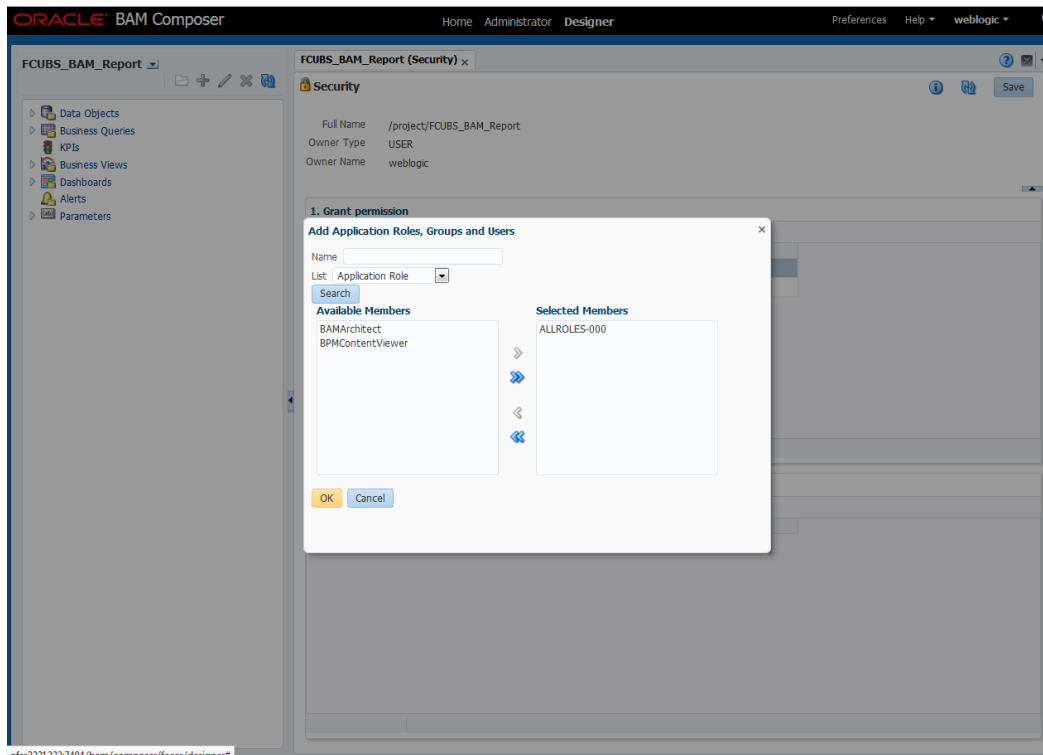 ORACLE BAM Composer
Home Administrator Designer
Preferences Help weblogic
FCUBS_BAM_Report
Data Objects
Business Queries
KPIs
Business Views
Dashboards
Alerts
Parameters
FCUBS_BAM_Report (Security)
Security
Save
Full Name /project/FCUBS_BAM_Report
Owner Type USER
Owner Name weblogic
1. Grant permission
Add Application Roles, Groups and Users
Name
List Application Role
Search
Available Members
BAMArchitect
BPMContentViewer
Selected Members
ALLROLES-000
OK Cancel